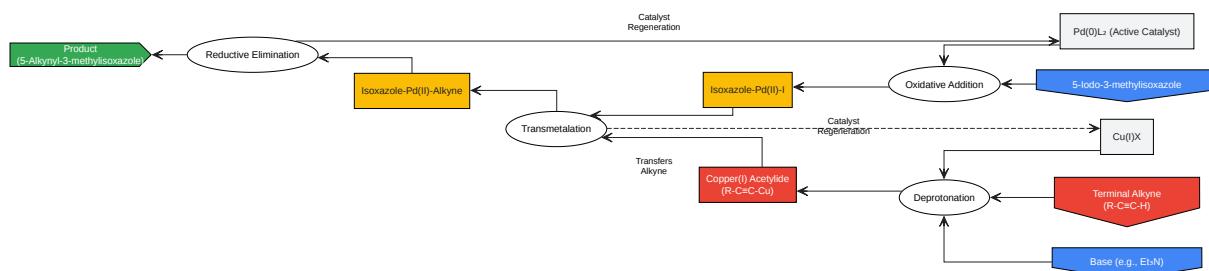 Catalyst
Regeneration
Pd(0)L₂ (Active Catalyst)
Product
(5-Alkynyl-3-methylisoxazole)
Reductive Elimination
Isoxazole-Pd(II)-Alkyne
Isoxazole-Pd(II)-I
Oxidative Addition
5-Iodo-3-methylisoxazole
Transmetalation
Catalyst
Regeneration
Cu(I)X
Transfers
Alkyne
Copper(I) Acetylide
(R-C≡C-Cu)
Deprotonation
Terminal Alkyne
(R-C≡C-H)
Base (e.g., Et₃N)